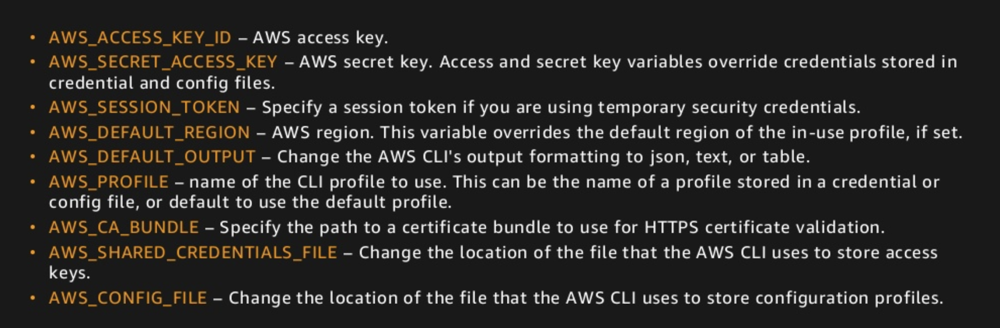 • AWS_ACCESS_KEY_ID – AWS access key.
• AWS_SECRET_ACCESS_KEY – AWS secret key. Access and secret key variables override credentials stored in
credential and config files.
• AWS_SESSION_TOKEN – Specify a session token if you are using temporary security credentials.
• AWS_DEFAULT_REGION – AWS region. This variable overrides the default region of the in-use profile, if set.
• AWS_DEFAULT_OUTPUT – Change the AWS CLI's output formatting to json, text, or table.
• AWS_PROFILE – name of the CLI profile to use. This can be the name of a profile stored in a credential or
config file, or default to use the default profile.
• AWS_CA_BUNDLE – Specify the path to a certificate bundle to use for HTTPS certificate validation.
• AWS_SHARED_CREDENTIALS_FILE – Change the location of the file that the AWS CLI uses to store access
keys.
• AWS_CONFIG_FILE – Change the location of the file that the AWS CLI uses to store configuration profiles.